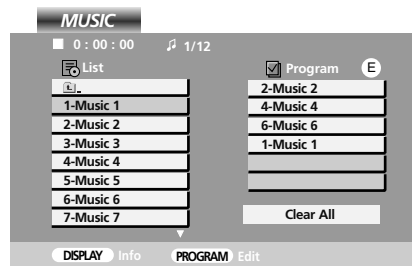 MUSIC
0 : 00 : 00 1/12
List
1-Music 1
2-Music 2
3-Music 3
4-Music 4
5-Music 5
6-Music 6
7-Music 7
Program E
2-Music 2
4-Music 4
6-Music 6
1-Music 1
Clear All
DISPLAY Info PROGRAM Edit